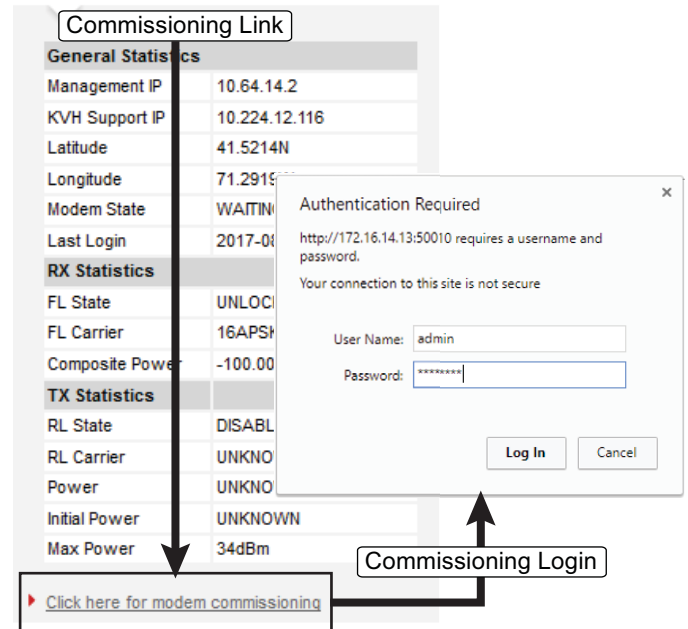 Commissioning Link
General Statistics
Management IP 10.64.14.2
KVH Support IP 10.224.12.116
Latitude 41.5214N
Longitude
Modem State
Last Login
RX Statistics
FL State
FL Carrier
Composite Power -100.00
TX Statistics
RL State
RL Carrier
Power
Initial Power UNKNOWN
Max Power 34dBm
Click here for modem commissioning
Authentication Required
http://172.16.14.13:50010 requires a username and
password.
Your connection to this site is not secure
User Name: admin
Password: ********
Log In Cancel
Commissioning Login